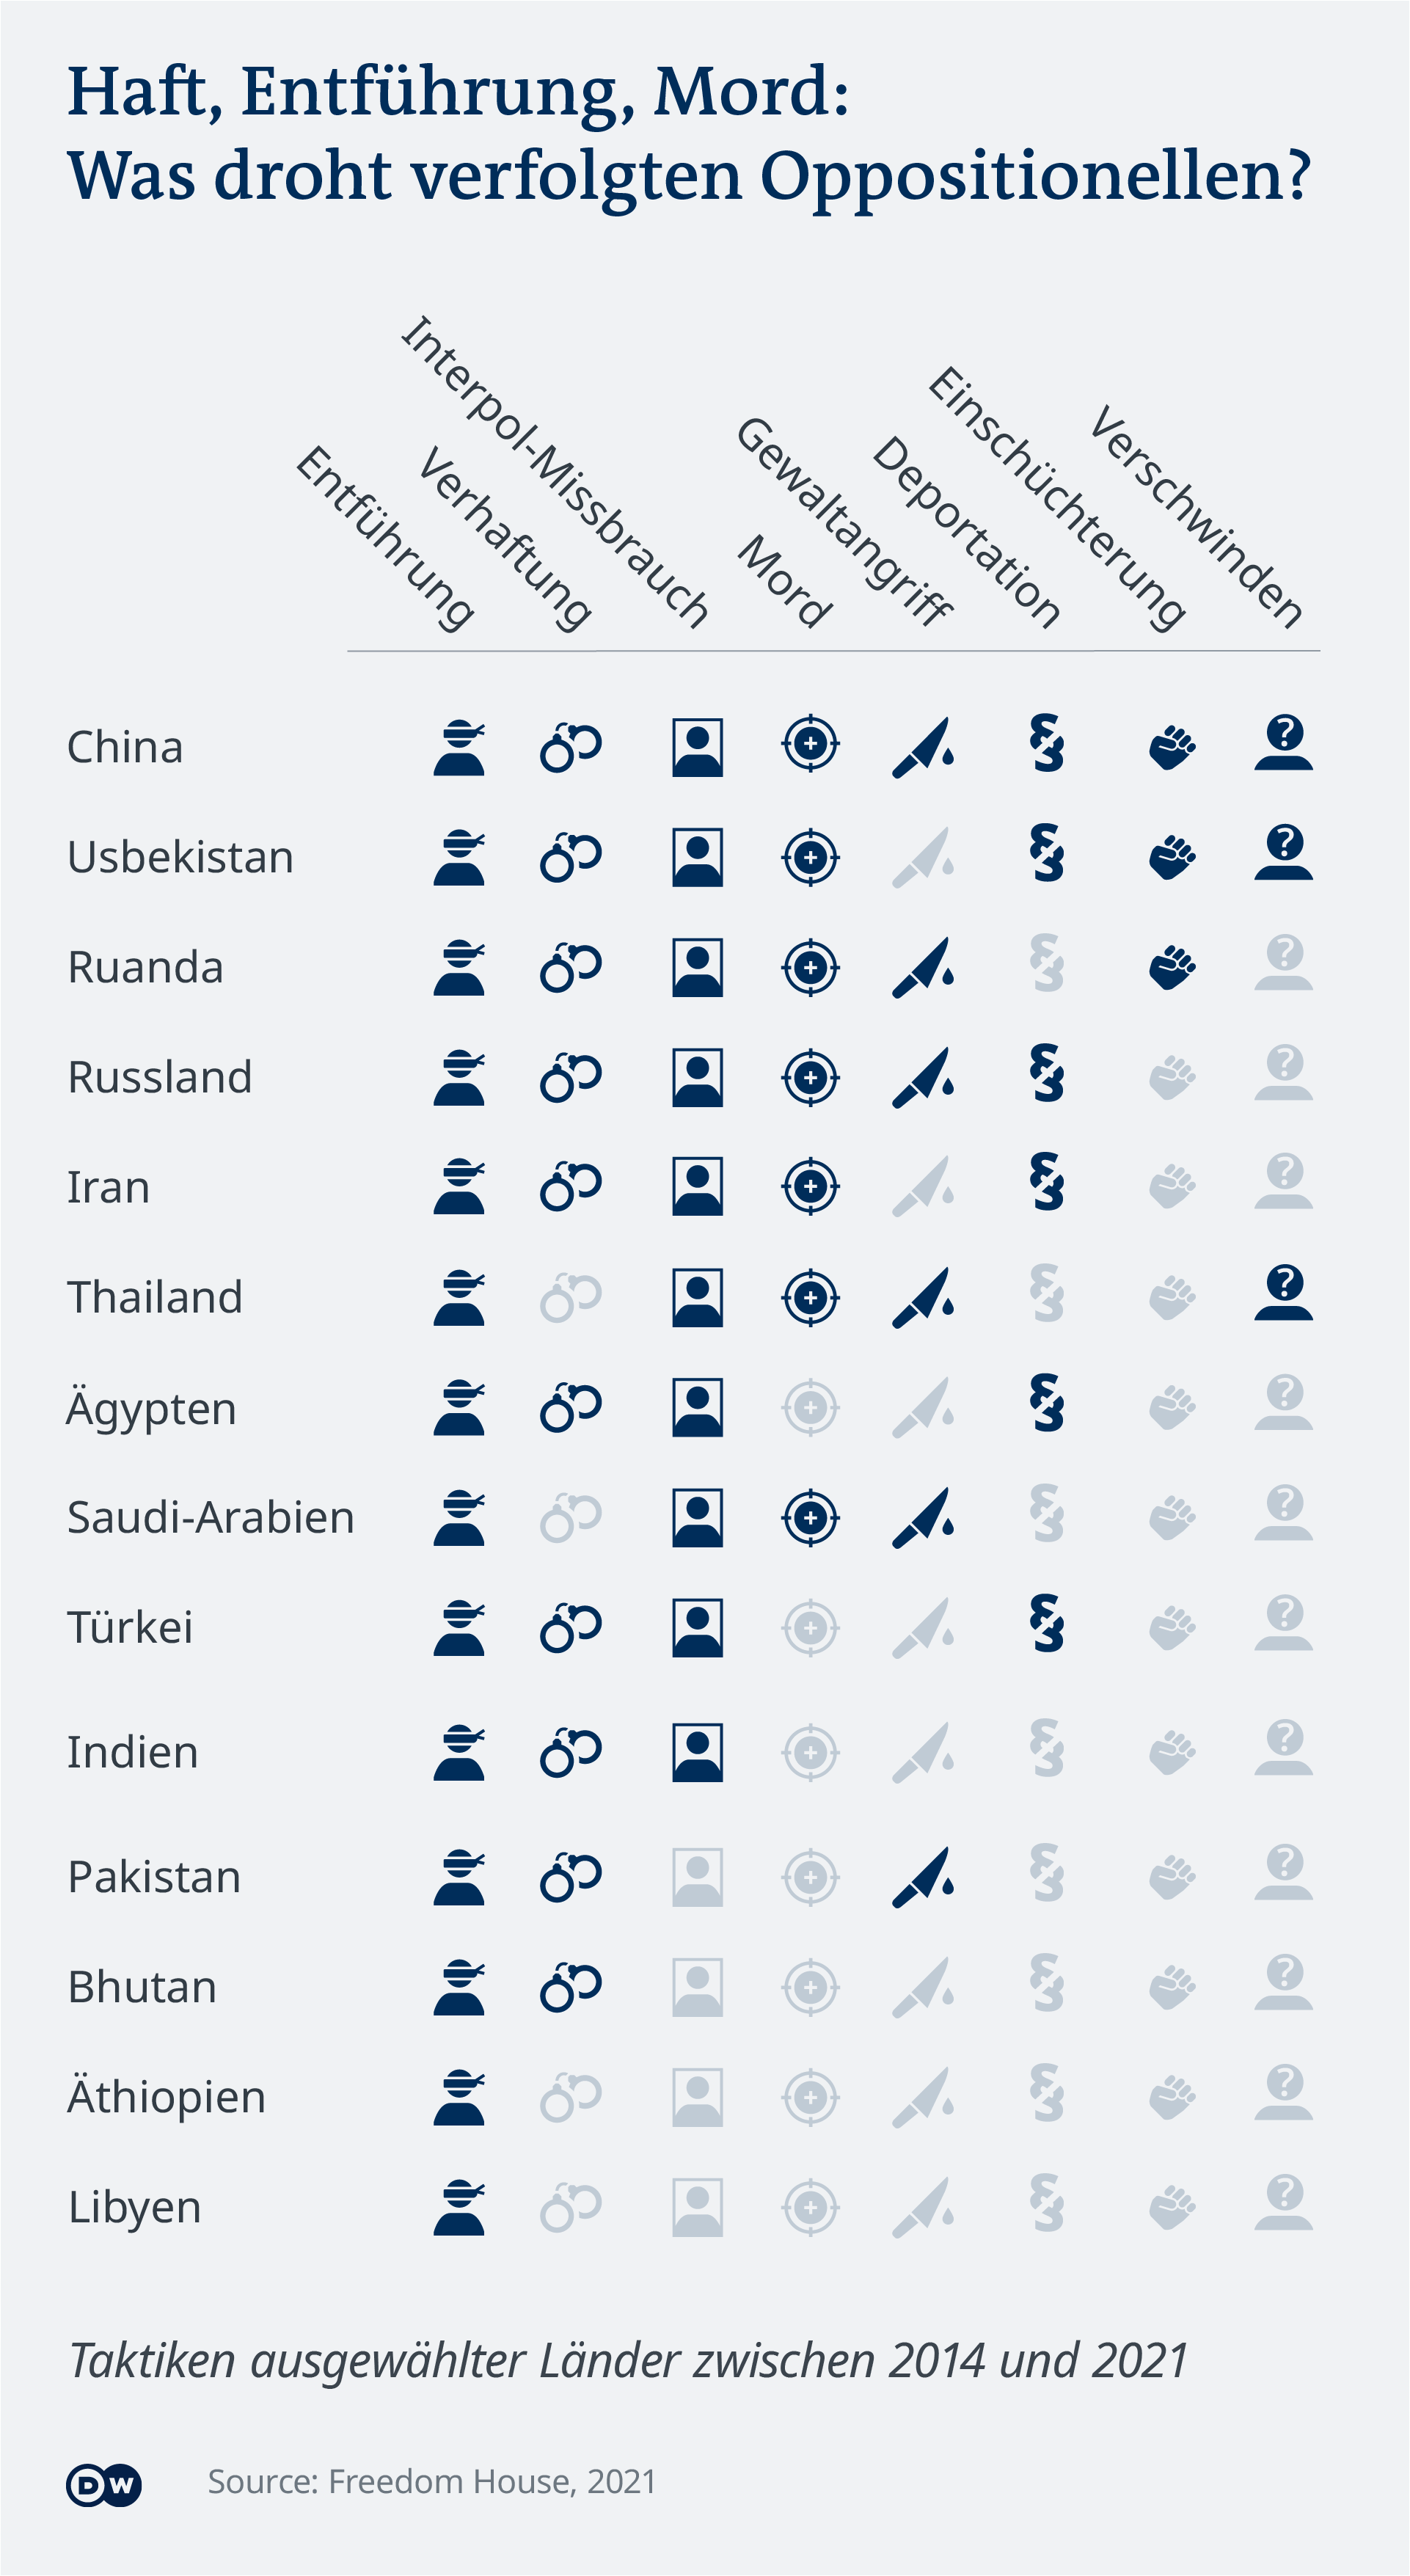 Haft, Entführung, Mord:
Was droht verfolgten Oppositionellen?
Entführung
Verhaftung
Interpol-Missbrauch
Mord
Gewaltangriff
Deportation
Einschüchterung
Verschwinden
China
Usbekistan
Ruanda
Russland
Iran
Thailand
Ägypten
Saudi-Arabien
Türkei
Indien
Pakistan
Bhutan
Äthiopien
Libyen
Taktiken ausgewählter Länder zwischen 2014 und 2021
DW Source: Freedom House, 2021